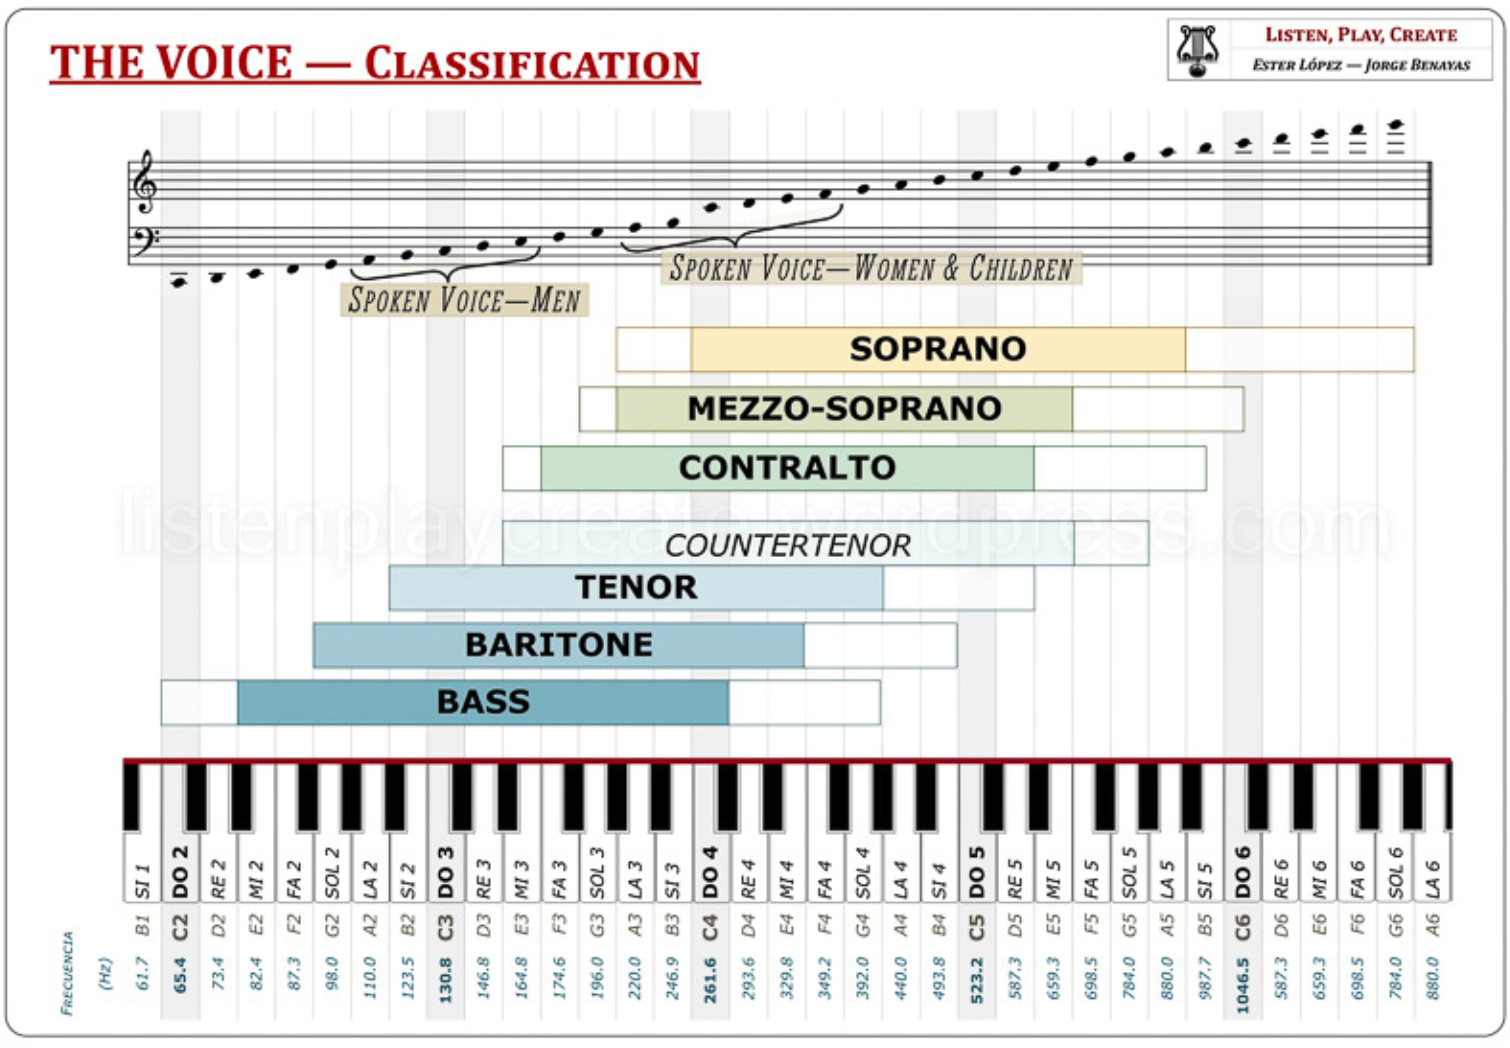 THE VOICE — CLASSIFICATION
LISTEN, PLAY, CREATE
ESTER LÓPEZ — JORGE BENAYAS
SPOKEN VOICE—WOMEN & CHILDREN
SPOKEN VOICE—MEN
SOPRANO
MEZZO-SOPRANO
CONTRALTO
listenplaycreate.wordpress.com
COUNTERTENOR
TENOR
BARITONE
BASS
SI 1 DO 2 RE 2 MI 2 FA 2 SOL 2 LA 2 SI 2 DO 3 RE 3 MI 3 FA 3 SOL 3 LA 3 SI 3 DO 4 RE 4 MI 4 FA 4 SOL 4 LA 4 SI 4 DO 5 RE 5 MI 5 FA 5 SOL 5 LA 5 SI 5 DO 6 RE 6 MI 6 FA 6 SOL 6 LA 6
B1 C2 D2 E2 F2 G2 A2 B2 C3 D3 E3 F3 G3 A3 B3 C4 D4 E4 F4 G4 A4 B4 C5 D5 E5 F5 G5 A5 B5 C6 D6 E6 F6 G6 A6
FRECUENCIA
(Hz)
61.7 65.4 73.4 82.4 87.3 98.0 110.0 123.5 130.8 146.8 164.8 174.6 196.0 220.0 246.9 261.6 293.6 329.8 349.2 392.0 440.0 493.8 523.2 587.3 659.3 698.5 784.0 880.0 987.7 1046.5 587.3 659.3 698.5 784.0 880.0